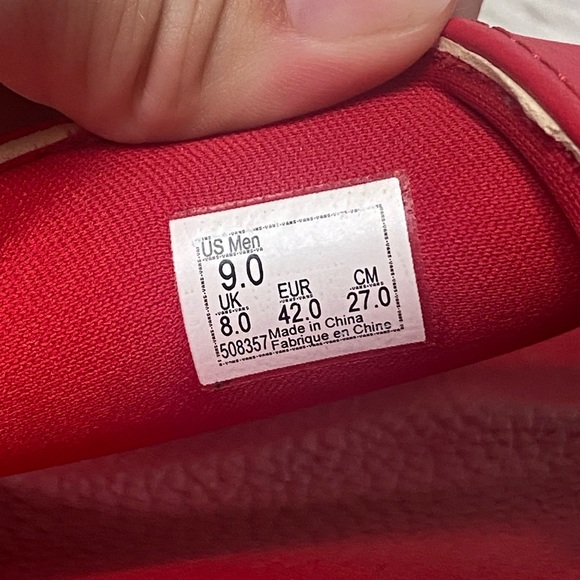 US Men
9.0
UK EUR CM
8.0 42.0 27.0
508357 Made in China
Fabrique en Chine